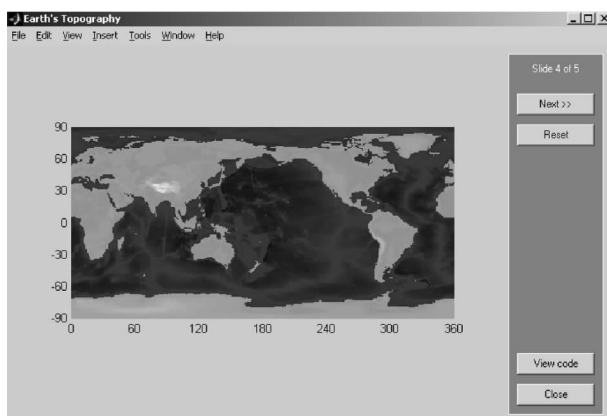 Earth's Topography
File Edit View Insert Tools Window Help
Slide 4 of 5
Next >>
Reset
90
60
30
0
-30
-60
-90
0 60 120 180 240 300 360
View code
Close